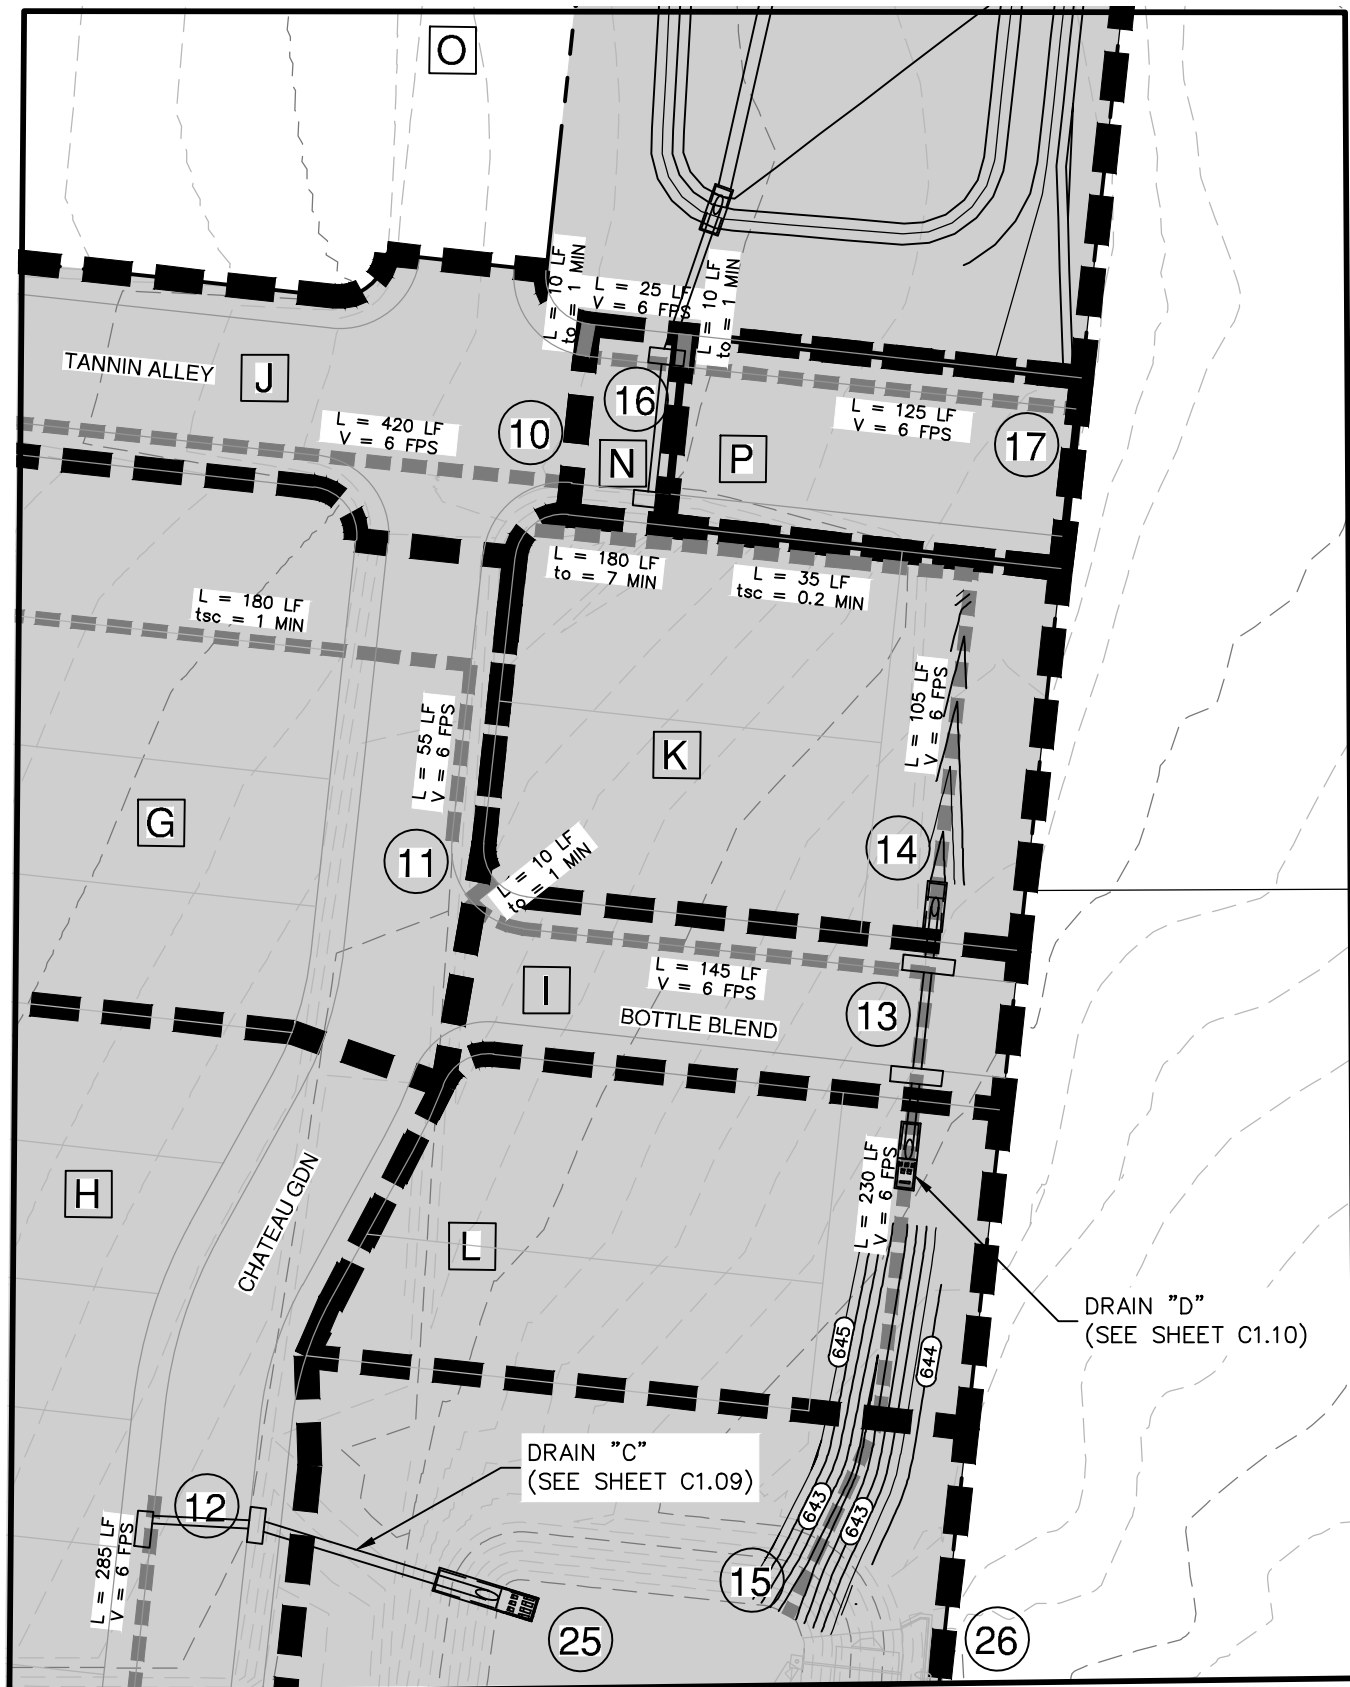 O
L = 10 LF
to = 1 MIN
L = 25 LF
V = 6 FPS
L = 10 LF
to = 1 MIN
TANNIN ALLEY
J
L = 420 LF
V = 6 FPS
10
16
N
P
L = 125 LF
V = 6 FPS
17
L = 180 LF
to = 7 MIN
L = 35 LF
tsc = 0.2 MIN
L = 180 LF
tsc = 1 MIN
L = 55 LF
V = 6 FPS
K
L = 105 LF
V = 6 FPS
G
11
L = 10 LF
to = 1 MIN
14
L = 145 LF
V = 6 FPS
I
BOTTLE BLEND
13
H
CHATEAU GDN
L
L = 230 LF
V = 6 FPS
645
644
DRAIN "D"
(SEE SHEET C1.10)
DRAIN "C"
(SEE SHEET C1.09)
12
L = 285 LF
V = 6 FPS
643
643
15
25
26